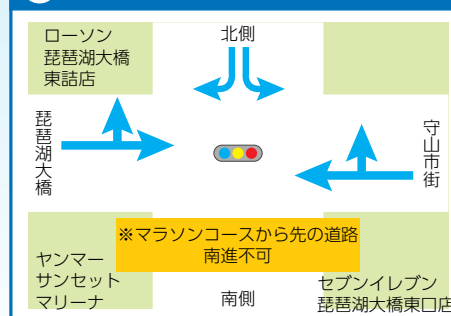 ローソン
琵琶湖大橋
東詰店
北側
琵琶湖大橋
守山市街
※マラソンコースから先の道路
南進不可
ヤンマー
サンセット
マリーナ
南側
セブンイレブン
琵琶湖大橋東口店